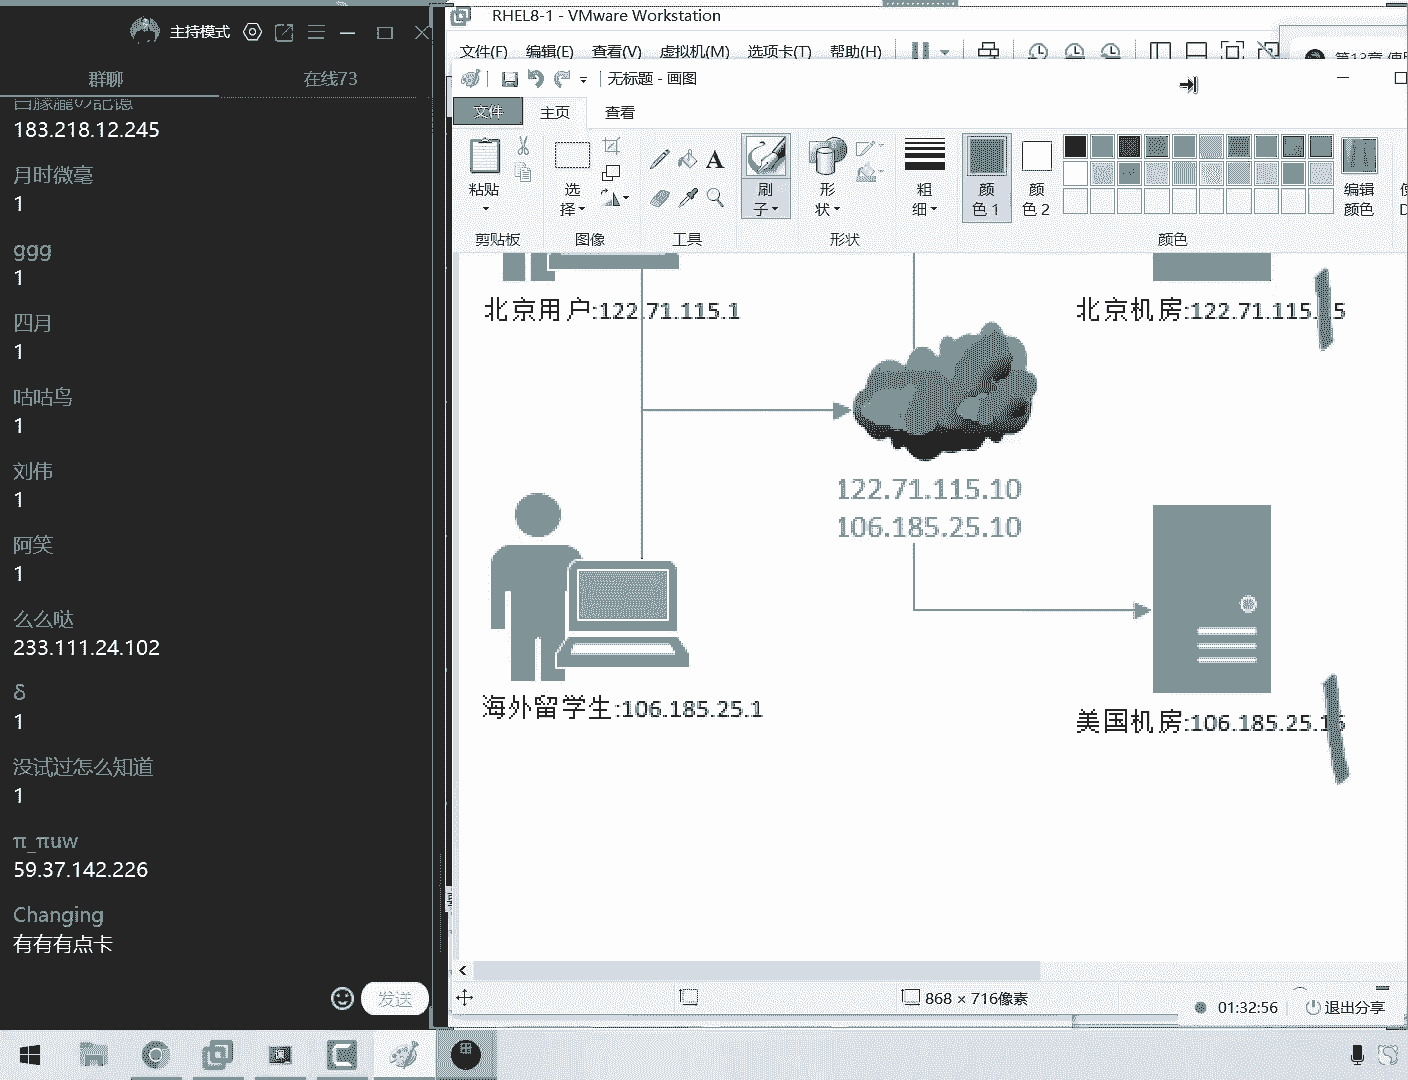 主持模式
群聊
在线73
183.218.12.245
月时微毫
1
ggg
1
四月
1
咕咕鸟
1
刘伟
1
阿笑
1
么么哒
233.111.24.102
δ
1
没试过怎么知道
1
π_πuw
59.37.142.226
Changing
有有有点卡
发送
RHEL8-1 - VMware Workstation
文件(F) 编辑(E) 查看(V) 虚拟机(M) 选项卡(T) 帮助(H)
无标题 - 画图
文件 主页 查看
粘贴
选择
A
刷子
形状
粗细
颜色 1
颜色 2
编辑颜色
剪贴板 图像 工具 形状 颜色
北京用户:122.71.115.1
北京机房:122.71.115.15
122.71.115.10
106.185.25.10
海外留学生:106.185.25.1
美国机房:106.185.25.15
868 × 716像素
01:32:56 退出分享